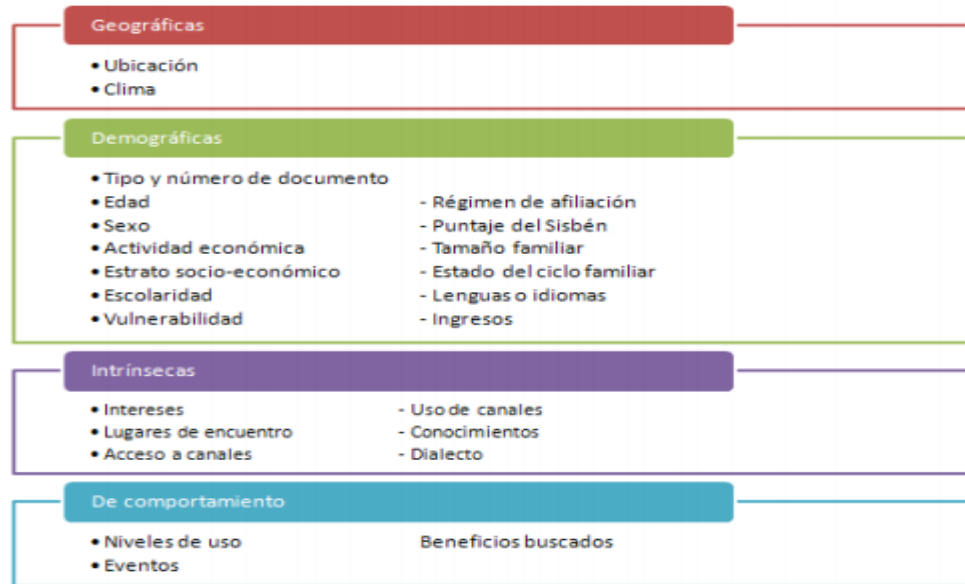 Geográficas
• Ubicación
• Clima
Demográficas
• Tipo y número de documento
• Edad - Régimen de afiliación
• Sexo - Puntaje del Sisbén
• Actividad económica - Tamaño familiar
• Estrato socio-económico - Estado del ciclo familiar
• Escolaridad - Lenguas o idiomas
• Vulnerabilidad - Ingresos
Intrínsecas
• Intereses - Uso de canales
• Lugares de encuentro - Conocimientos
• Acceso a canales - Dialecto
De comportamiento
• Niveles de uso Beneficios buscados
• Eventos